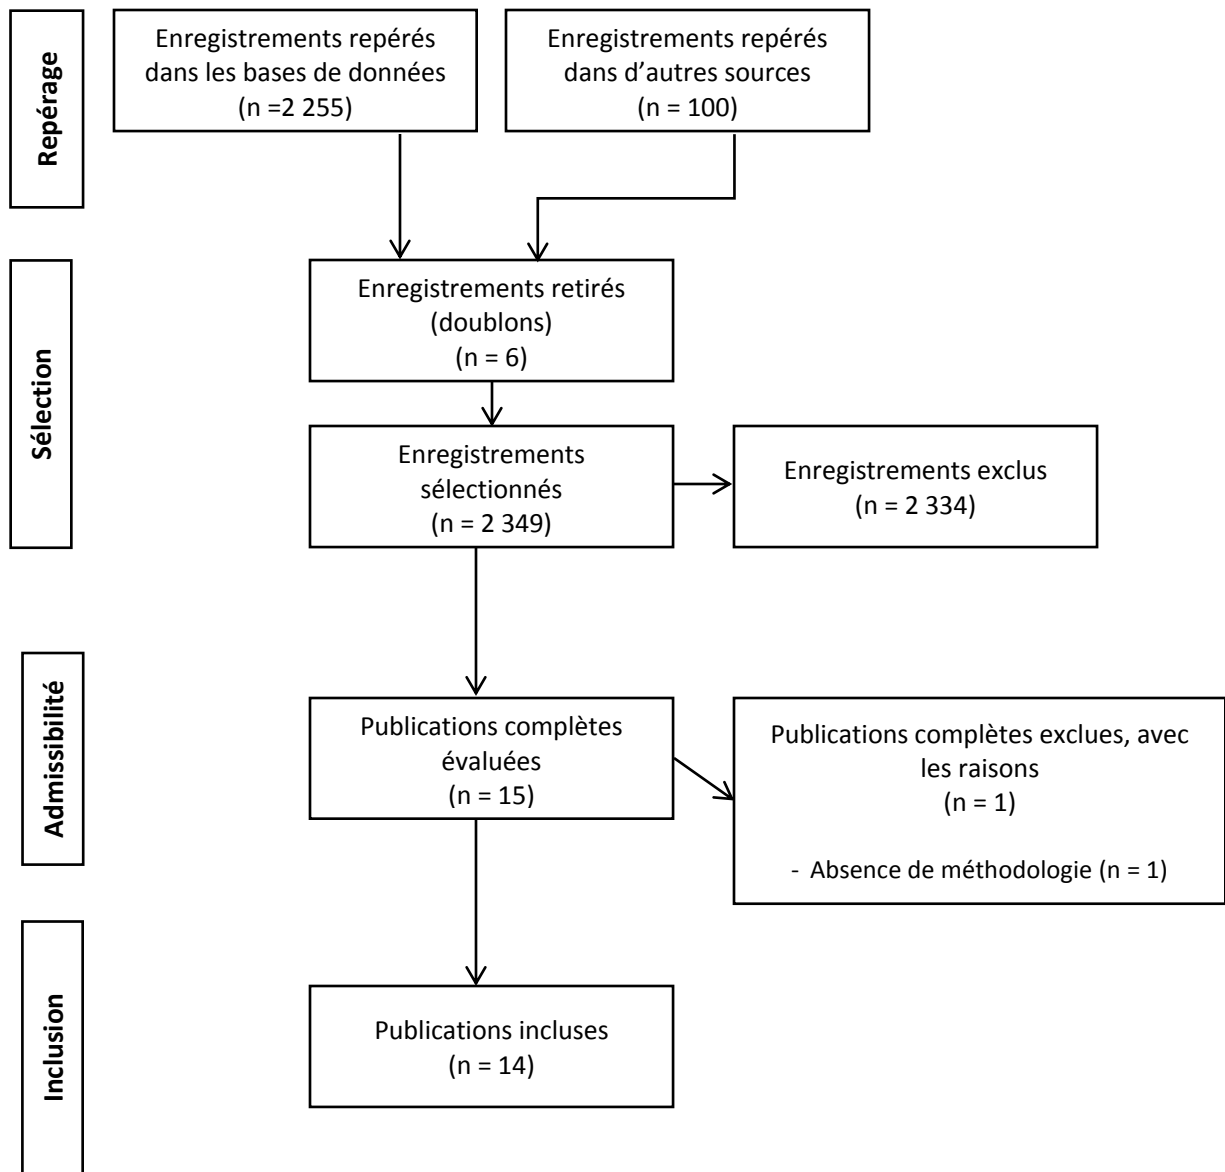 Repérage
Enregistrements repérés
dans les bases de données
(n =2 255)
Enregistrements repérés
dans d’autres sources
(n = 100)
Sélection
Enregistrements retirés
(doublons)
(n = 6)
Enregistrements
sélectionnés
(n = 2 349)
Enregistrements exclus
(n = 2 334)
Admissibilité
Publications complètes
évaluées
(n = 15)
Publications complètes exclues, avec
les raisons
(n = 1)
- Absence de méthodologie (n = 1)
Inclusion
Publications incluses
(n = 14)